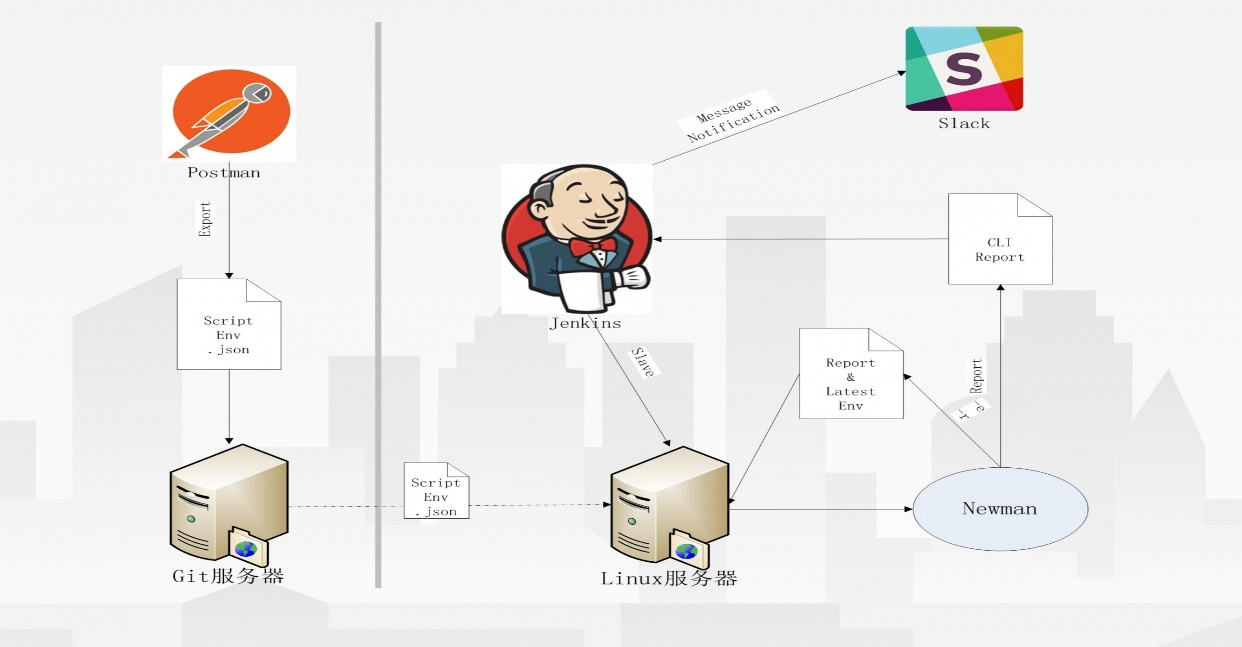 Postman
Export
Script
Env
.json
Git服务器
Script
Env
.json
Message
Notification
S
Slack
Jenkins
Slave
CLI
Report
Report
&
Latest
Env
Report
-r
-e
Linux服务器
Newman